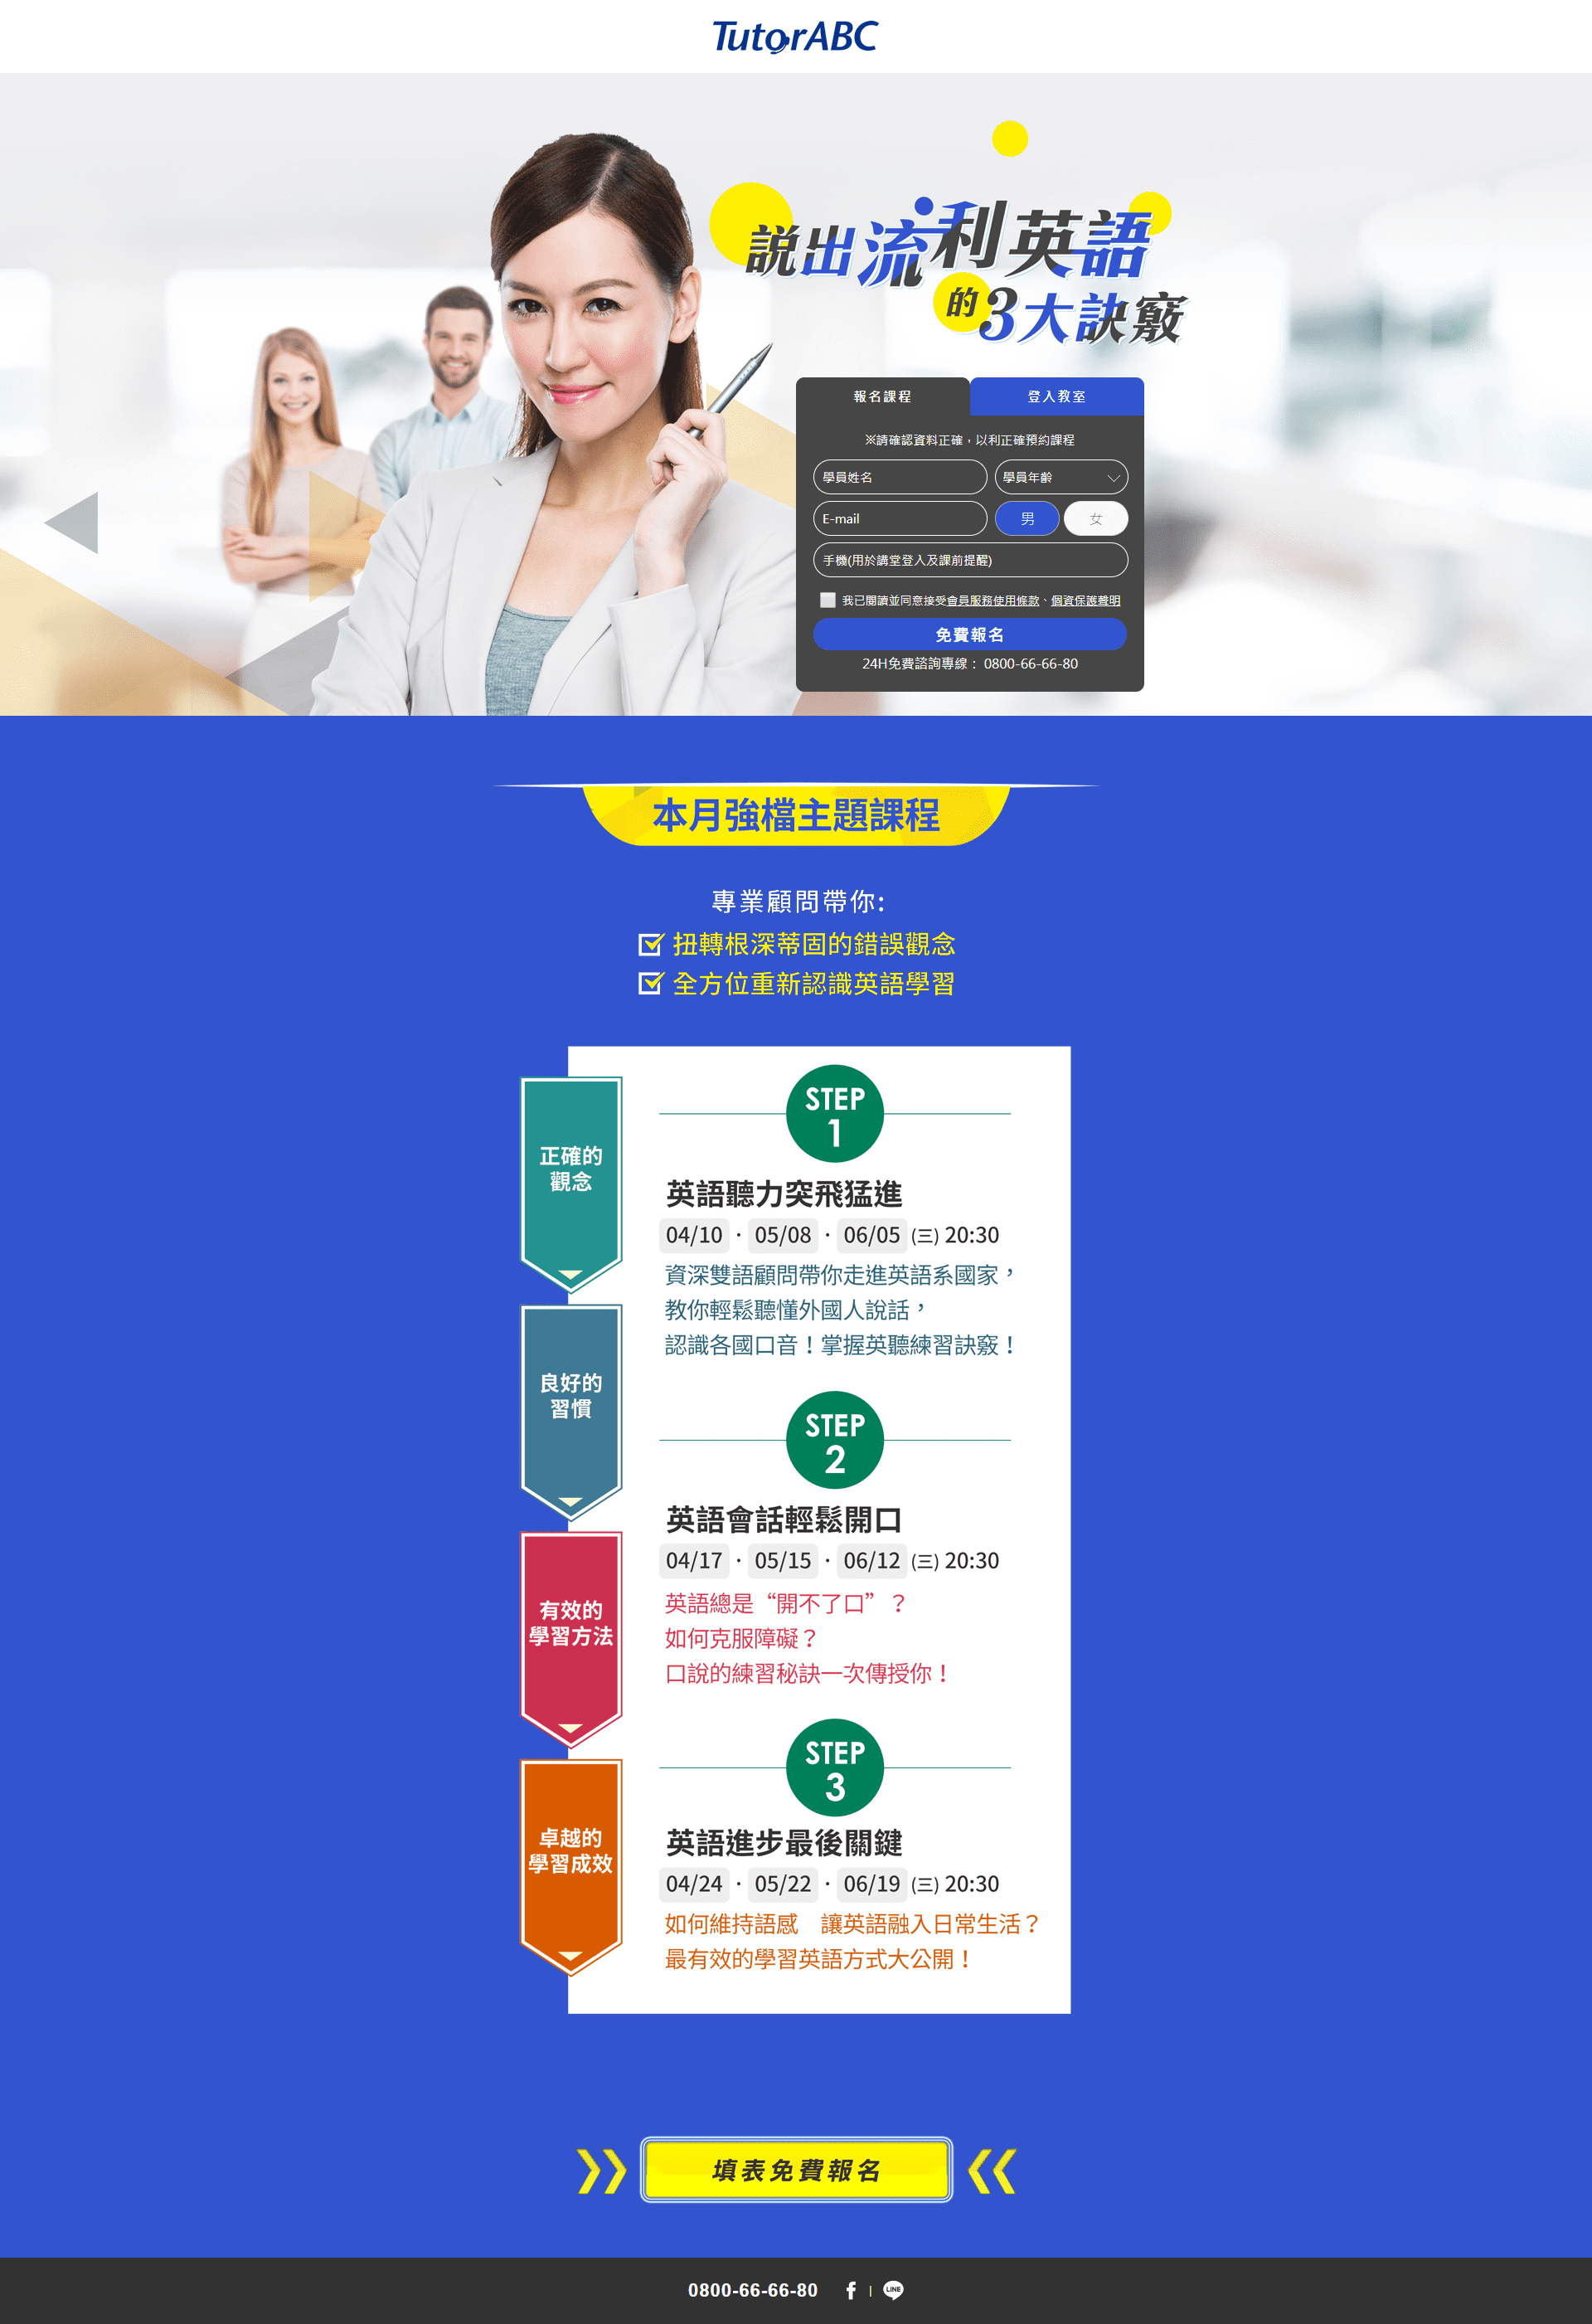 TutorABC
說出流利英語
的3大訣竅
報名課程
登入教室
※請確認資料正確，以利正確預約課程
學員姓名
學員年齡
E-mail
男
女
手機(用於講堂登入及課前提醒)
我已閱讀並同意接受會員服務使用條款、個資保護聲明
免費報名
24H免費諮詢專線： 0800-66-66-80
本月強檔主題課程
專業顧問帶你:
扭轉根深蒂固的錯誤觀念
全方位重新認識英語學習
正確的
觀念
良好的
習慣
有效的
學習方法
卓越的
學習成效
STEP
1
英語聽力突飛猛進
04/10 · 05/08 · 06/05 (三) 20:30
資深雙語顧問帶你走進英語系國家，
教你輕鬆聽懂外國人說話，
認識各國口音！掌握英聽練習訣竅！
STEP
2
英語會話輕鬆開口
04/17 · 05/15 · 06/12 (三) 20:30
英語總是“開不了口”？
如何克服障礙？
口說的練習秘訣一次傳授你！
STEP
3
英語進步最後關鍵
04/24 · 05/22 · 06/19 (三) 20:30
如何維持語感　讓英語融入日常生活？
最有效的學習英語方式大公開！
填表免費報名
0800-66-66-80
LINE